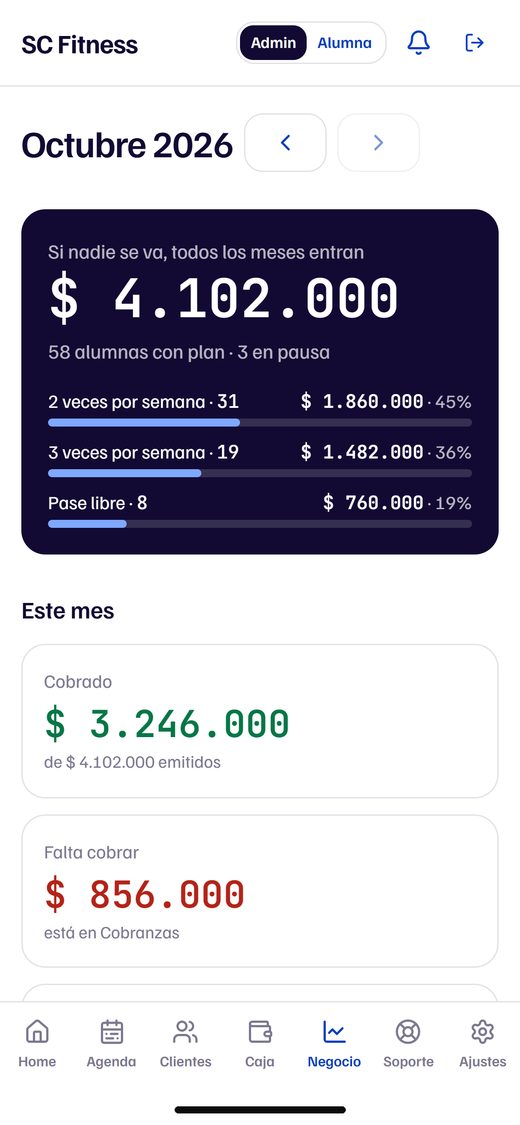 SC Fitness
Admin Alumna
Octubre 2026
Si nadie se va, todos los meses entran
$ 4.102.000
58 alumnas con plan · 3 en pausa
2 veces por semana · 31 $ 1.860.000 · 45%
3 veces por semana · 19 $ 1.482.000 · 36%
Pase libre · 8 $ 760.000 · 19%
Este mes
Cobrado
$ 3.246.000
de $ 4.102.000 emitidos
Falta cobrar
$ 856.000
está en Cobranzas
Home Agenda Clientes Caja Negocio Soporte Ajustes